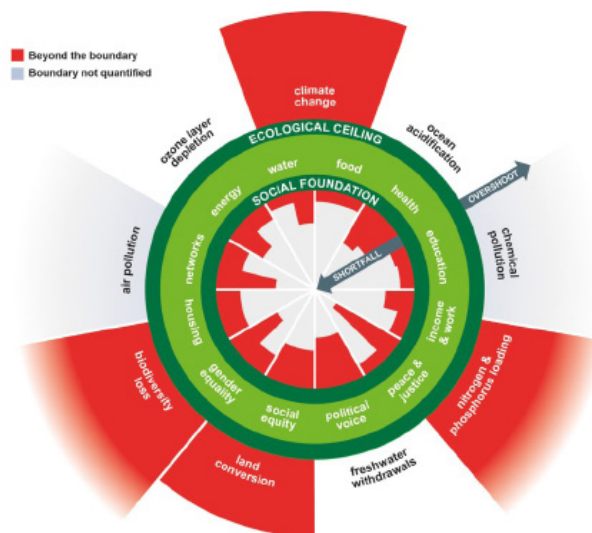 Beyond the boundary
Boundary not quantified
climate
change
ozone layer
depletion
ocean
acidification
ECOLOGICAL CEILING
water
food
energy
health
SOCIAL FOUNDATION
OVERSHOOT
SHORTFALL
air pollution
networks
education
chemical
pollution
housing
income
& work
gender
equality
peace &
justice
social
equity
political
voice
biodiversity
loss
nitrogen &
phosphorus loading
land
conversion
freshwater
withdrawals